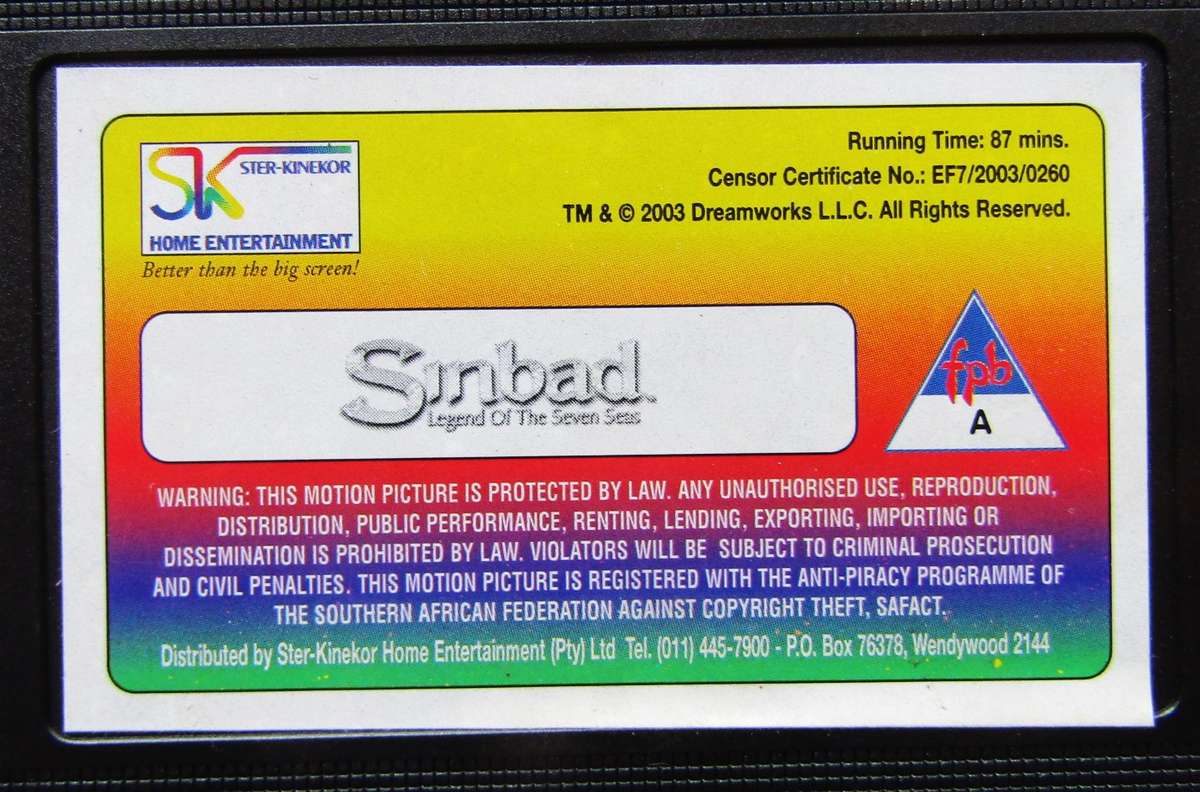 SK STER-KINEKOR
HOME ENTERTAINMENT
Better than the big screen!
Running Time: 87 mins.
Censor Certificate No.: EF7/2003/0260
TM & © 2003 Dreamworks L.L.C. All Rights Reserved.
Sinbad™
Legend Of The Seven Seas
fpb
A
WARNING: THIS MOTION PICTURE IS PROTECTED BY LAW. ANY UNAUTHORISED USE, REPRODUCTION,
DISTRIBUTION, PUBLIC PERFORMANCE, RENTING, LENDING, EXPORTING, IMPORTING OR
DISSEMINATION IS PROHIBITED BY LAW. VIOLATORS WILL BE SUBJECT TO CRIMINAL PROSECUTION
AND CIVIL PENALTIES. THIS MOTION PICTURE IS REGISTERED WITH THE ANTI-PIRACY PROGRAMME OF
THE SOUTHERN AFRICAN FEDERATION AGAINST COPYRIGHT THEFT, SAFACT.
Distributed by Ster-Kinekor Home Entertainment (Pty) Ltd Tel. (011) 445-7900 - P.O. Box 76378, Wendywood 2144